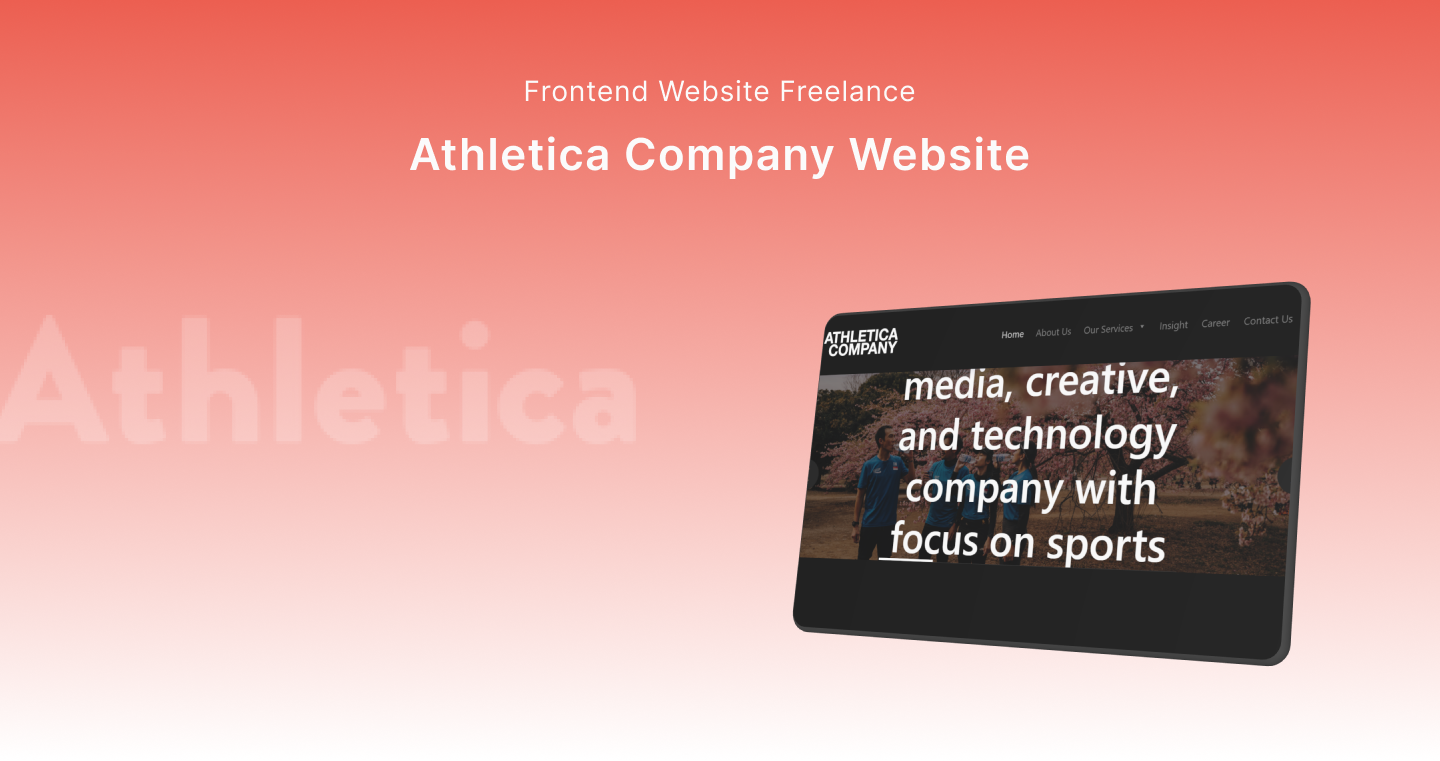 Frontend Website Freelance
Athletica Company Website
Athletica
ATHLETICA
COMPANY
Home About Us Our Services Insight Career Contact Us
media, creative,
and technology
company with
focus on sports